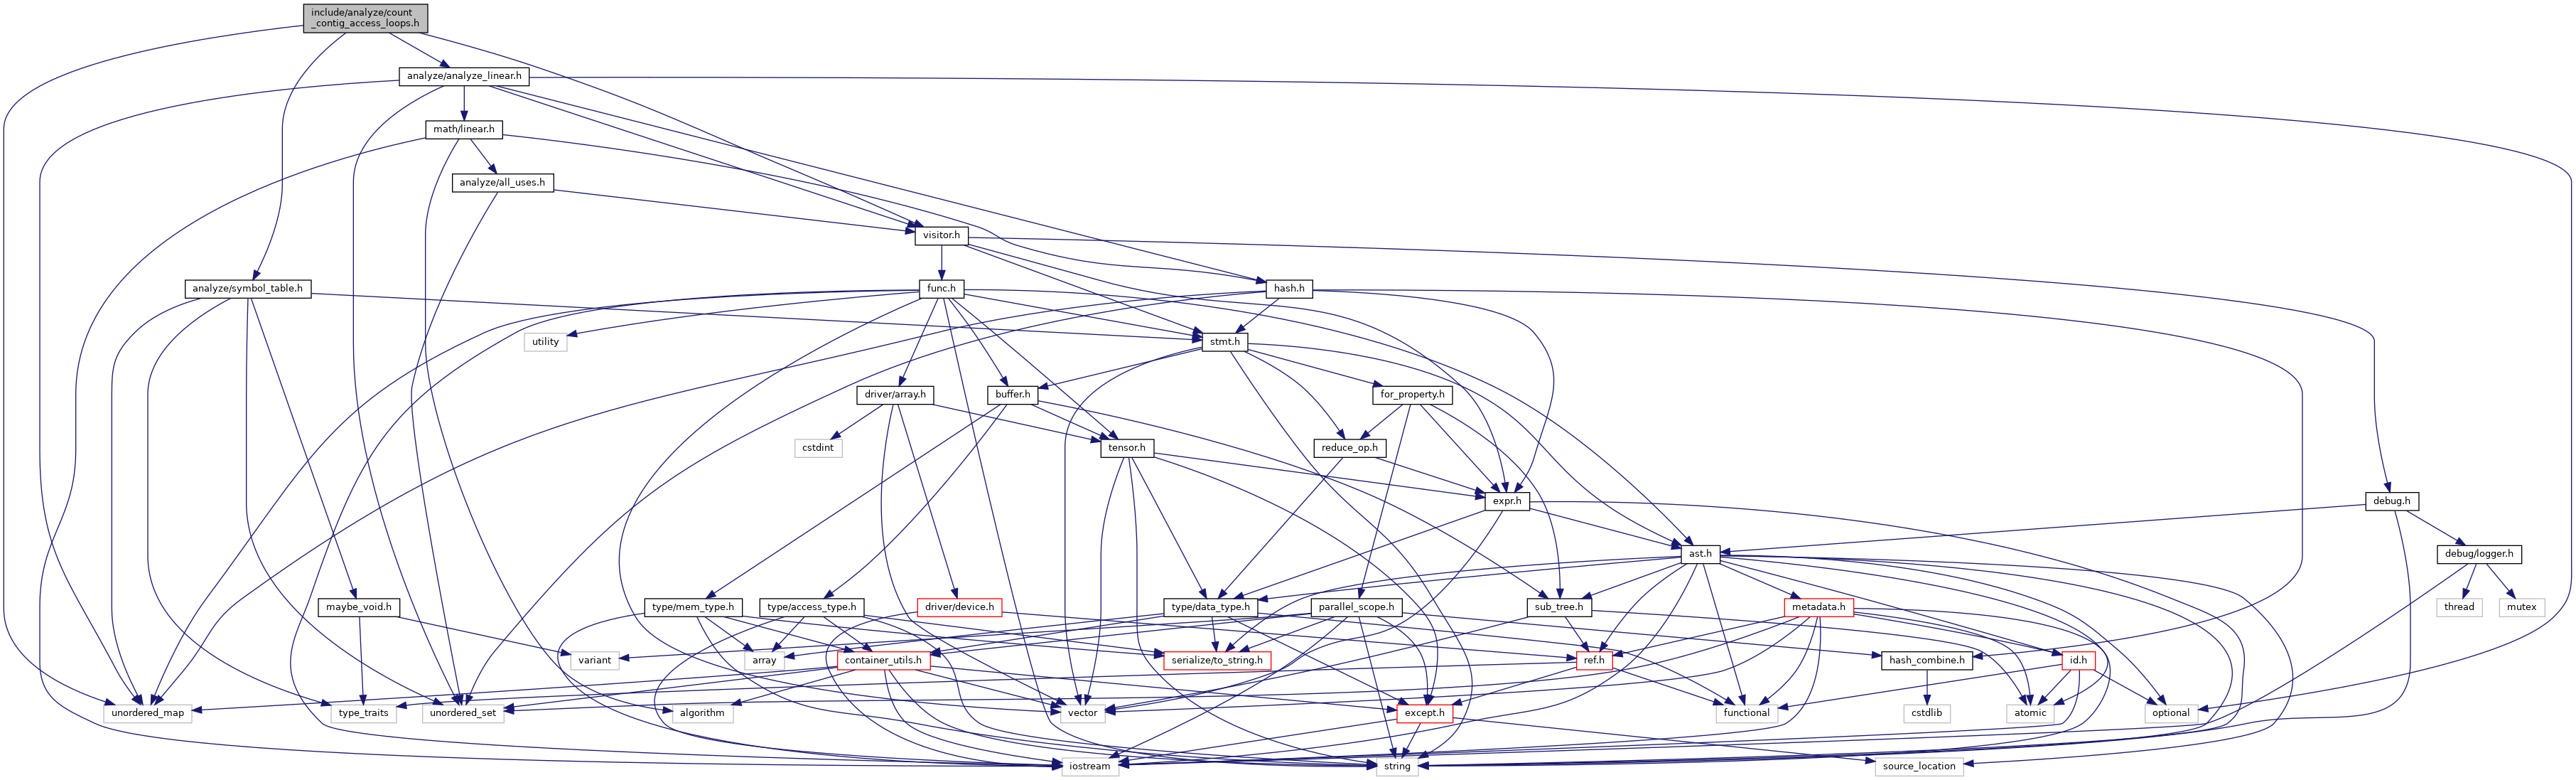 include/analyze/count
_contig_access_loops.h
analyze/analyze_linear.h
math/linear.h
analyze/all_uses.h
visitor.h
analyze/symbol_table.h
func.h
hash.h
utility
stmt.h
driver/array.h
buffer.h
for_property.h
cstdint
tensor.h
reduce_op.h
expr.h
debug.h
ast.h
debug/logger.h
maybe_void.h
type/mem_type.h
type/access_type.h
driver/device.h
type/data_type.h
parallel_scope.h
sub_tree.h
metadata.h
thread
mutex
variant
array
container_utils.h
serialize/to_string.h
ref.h
hash_combine.h
id.h
unordered_map
type_traits
unordered_set
algorithm
vector
except.h
functional
cstdlib
atomic
optional
iostream
string
source_location